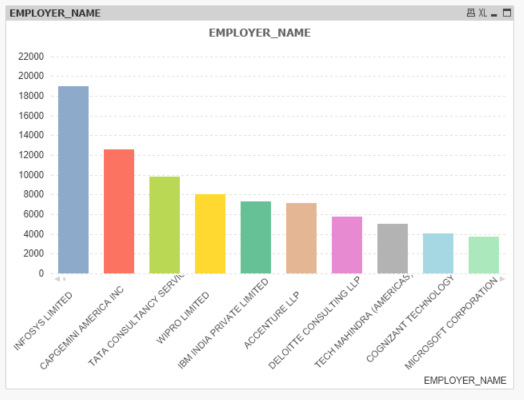 EMPLOYER_NAME
XL
EMPLOYER_NAME
22000
20000
18000
16000
14000
12000
10000
8000
6000
4000
2000
0
INFOSYS LIMITED
CAPGEMINI AMERICA INC
TATA CONSULTANCY SERVIC
WIPRO LIMITED
IBM INDIA PRIVATE LIMITED
ACCENTURE LLP
DELOITTE CONSULTING LLP
TECH MAHINDRA (AMERICAS)
COGNIZANT TECHNOLOGY
MICROSOFT CORPORATION
EMPLOYER_NAME